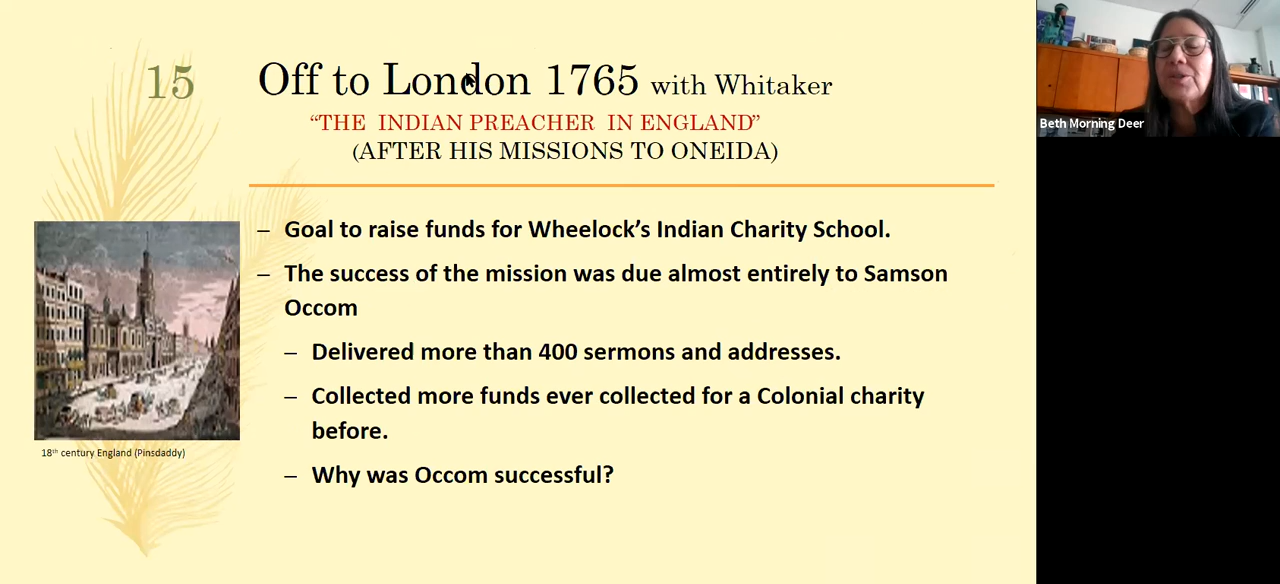 15
Off to London 1765 with Whitaker
“THE INDIAN PREACHER IN ENGLAND”
(AFTER HIS MISSIONS TO ONEIDA)
– Goal to raise funds for Wheelock’s Indian Charity School.
– The success of the mission was due almost entirely to Samson
Occom
– Delivered more than 400 sermons and addresses.
– Collected more funds ever collected for a Colonial charity
before.
– Why was Occom successful?
18th century England (Pinsdaddy)
Beth Morning Deer